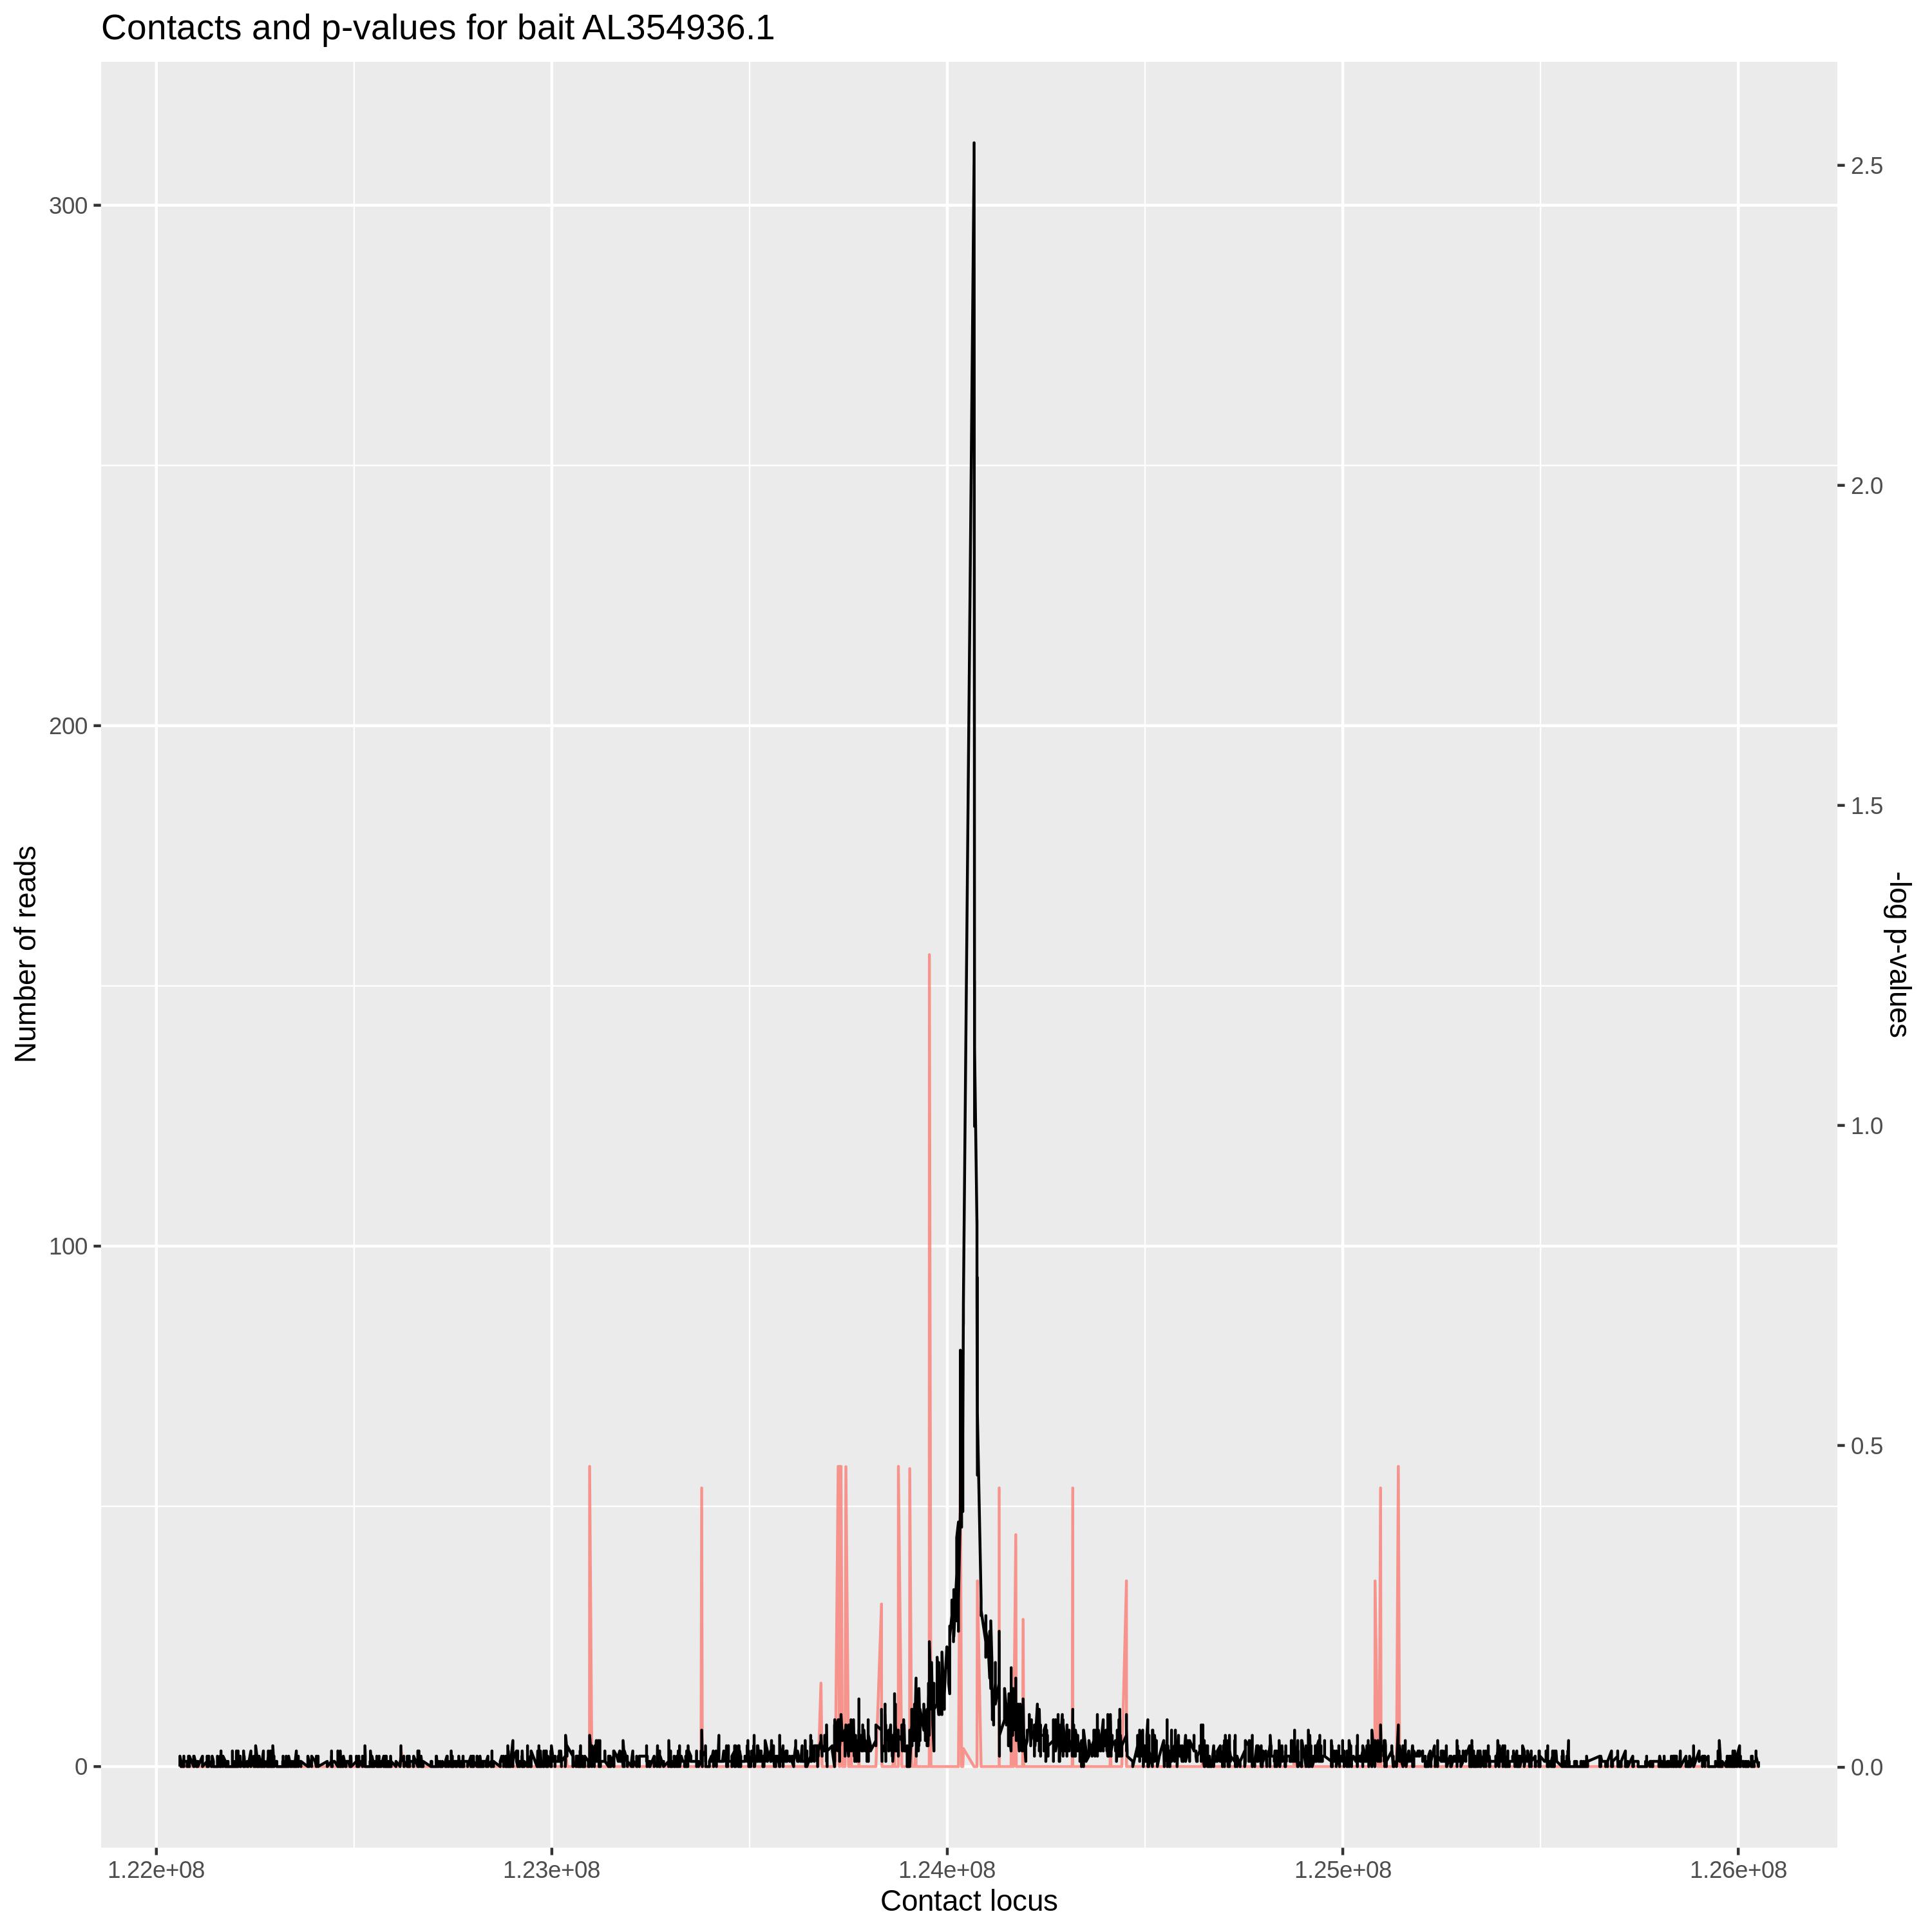 Contacts and p-values for bait AL354936.1
300
200
100
0
Number of reads
2.5
2.0
1.5
1.0
0.5
0.0
-log p-values
1.22e+08
1.23e+08
1.24e+08
1.25e+08
1.26e+08
Contact locus